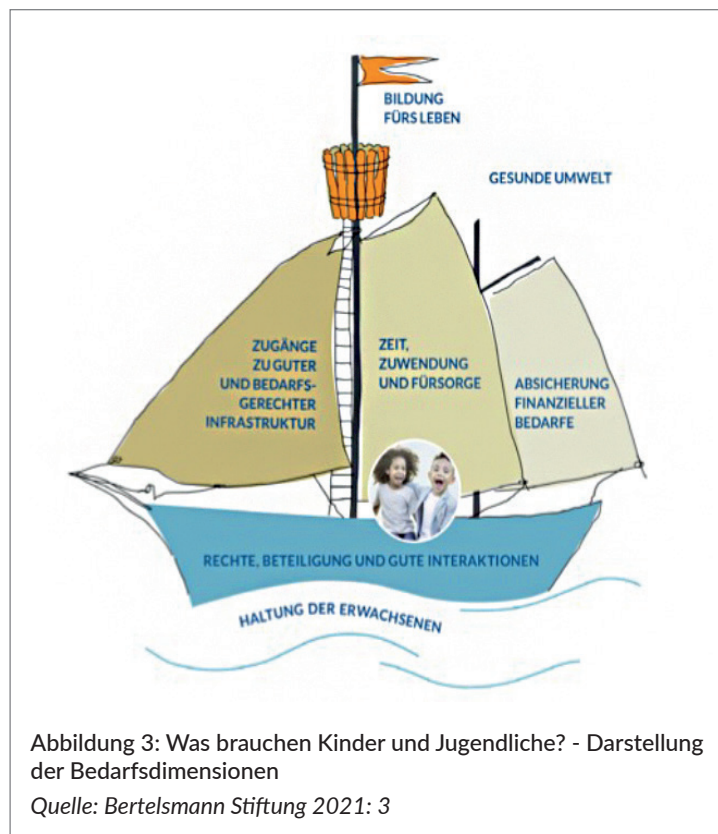 BILDUNG
FÜRS LEBEN
GESUNDE UMWELT
ZUGÄNGE
ZU GUTER
UND BEDARFS-
GERECHTER
INFRASTRUKTUR
ZEIT,
ZUWENDUNG
UND FÜRSORGE
ABSICHERUNG
FINANZIELLER
BEDARFE
RECHTE, BETEILIGUNG UND GUTE INTERAKTIONEN
HALTUNG DER ERWACHSENEN
Abbildung 3: Was brauchen Kinder und Jugendliche? - Darstellung
der Bedarfsdimensionen
Quelle: Bertelsmann Stiftung 2021: 3